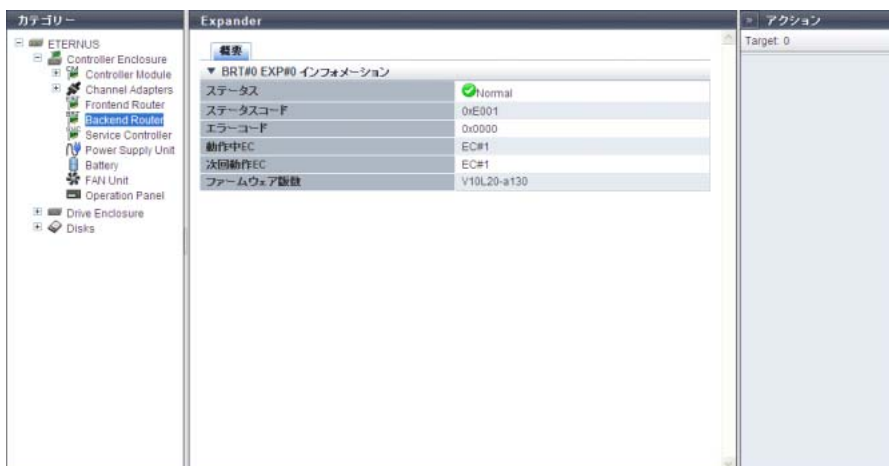 カテゴリー
ETERNUS
Controller Enclosure
Controller Module
Channel Adapters
Frontend Router
Backend Router
Service Controller
Power Supply Unit
Battery
FAN Unit
Operation Panel
Drive Enclosure
Disks
Expander
概要
▼ BRT#0 EXP#0 インフォメーション
ステータス Normal
ステータスコード 0xE001
エラーコード 0x0000
動作中EC EC#1
次回動作EC EC#1
ファームウェア版数 V10L20-a130
» アクション
Target: 0